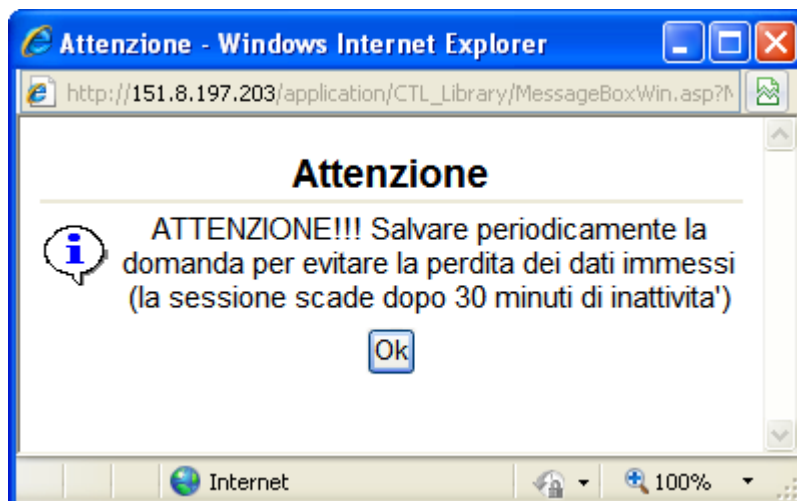 Attenzione - Windows Internet Explorer
http://151.8.197.203/application/CTL_Library/MessageBoxWin.asp?M
Attenzione
ATTENZIONE!!! Salvare periodicamente la
domanda per evitare la perdita dei dati immessi
(la sessione scade dopo 30 minuti di inattivita')
Ok
Internet
100%